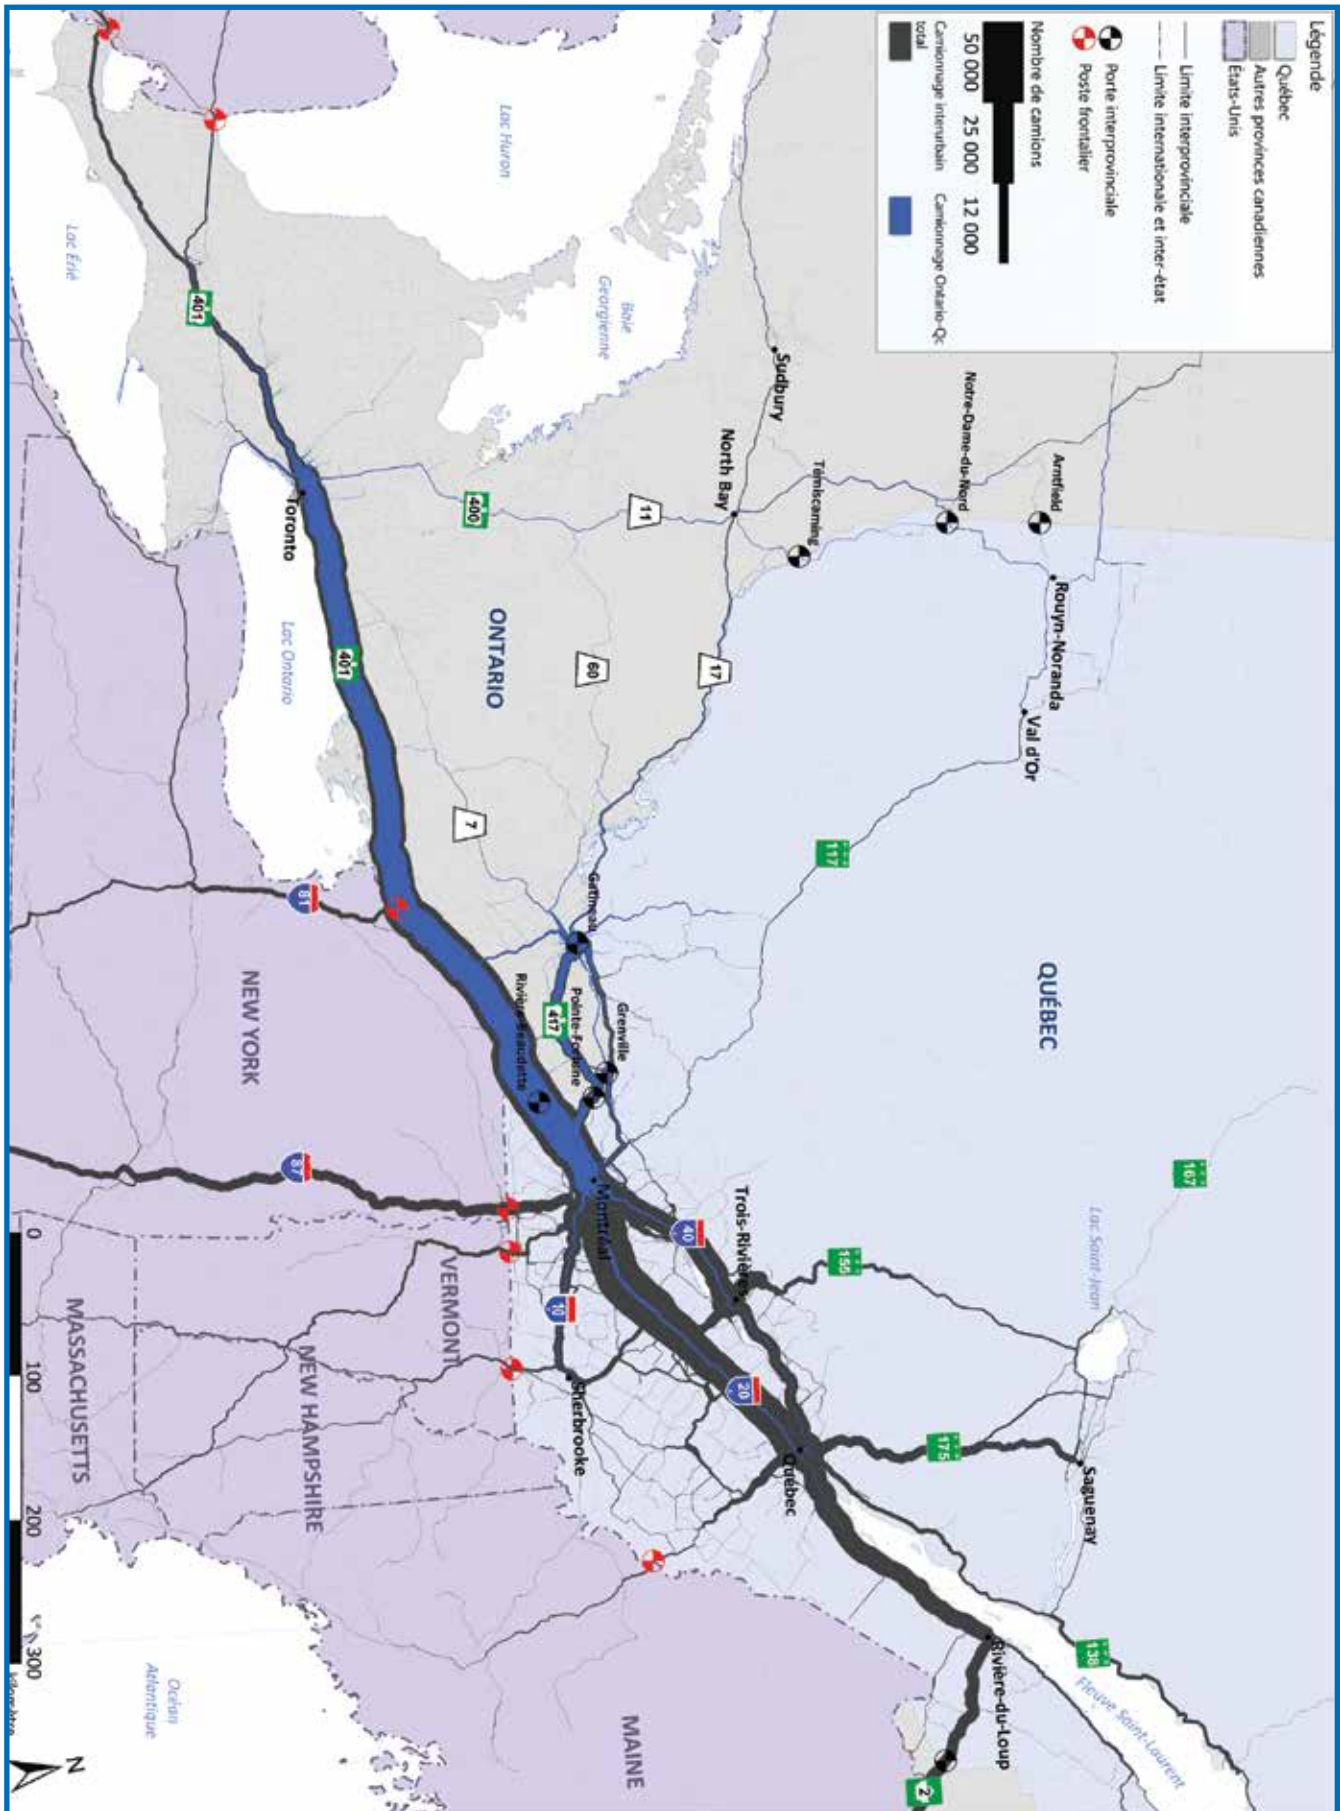 Légende
Québec
Autres provinces canadiennes
États-Unis
Limite interprovinciale
Limite internationale et inter-état
Porte interprovinciale
Poste frontalier
Nombre de camions
50 000 25 000 12 000
Camionnage interurbain
total
Camionnage Ontario-Qc
Arntfield
Rouyn-Noranda
Val d'Or
Notre-Dame-du-Nord
Témiscaming
Sudbury
North Bay
Lac Huron
Baie
Georgienne
Lac Érié
Lac Ontario
Toronto
ONTARIO
QUÉBEC
401
400
11
401
60
17
7
117
167
Lac Saint-Jean
155
175
Saguenay
138
Fleuve Saint-Laurent
Gatineau
417
Grenville
Pointe-Fortune
Rivière-Beaudette
Montréal
40
Trois-Rivières
20
Québec
10
Sherbrooke
Rivière-du-Loup
2
81
87
NEW YORK
VERMONT
NEW HAMPSHIRE
MASSACHUSETTS
MAINE
Océan
Atlantique
0 100 200 300
N